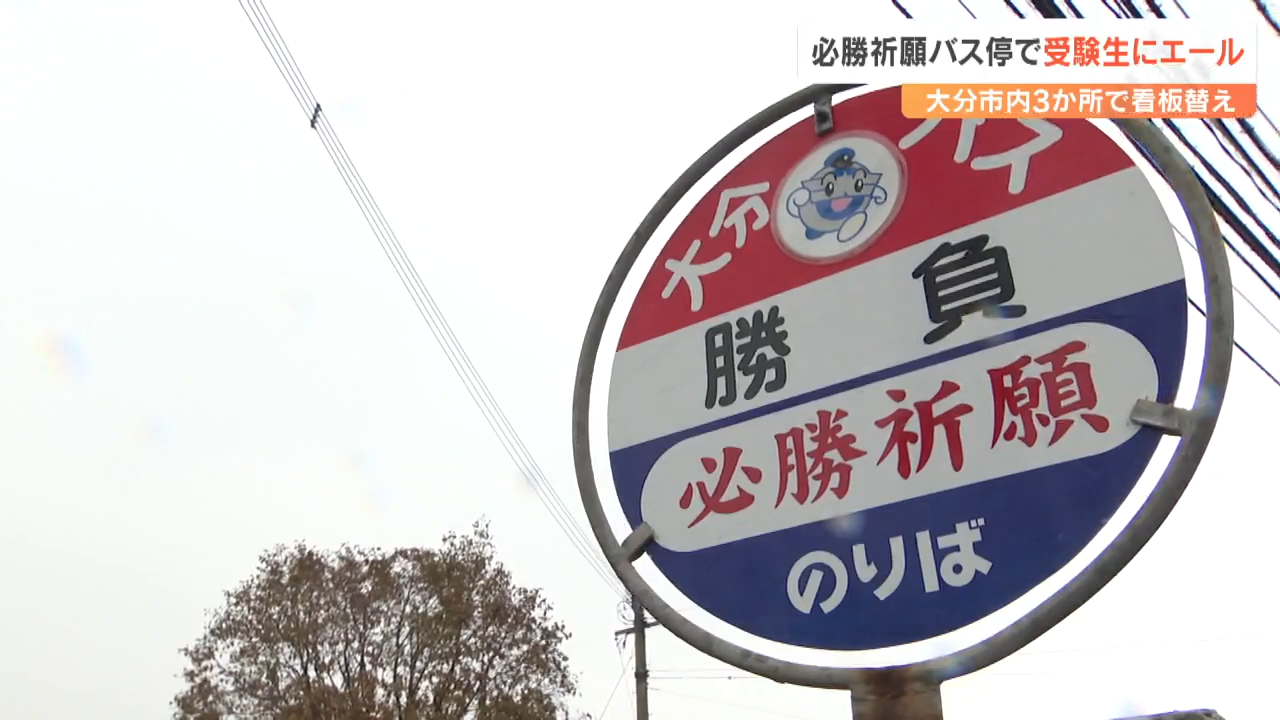 必勝祈願バス停で受験生にエール
大分市内3か所で看板替え
大分 バス
勝負
必勝祈願
のりば